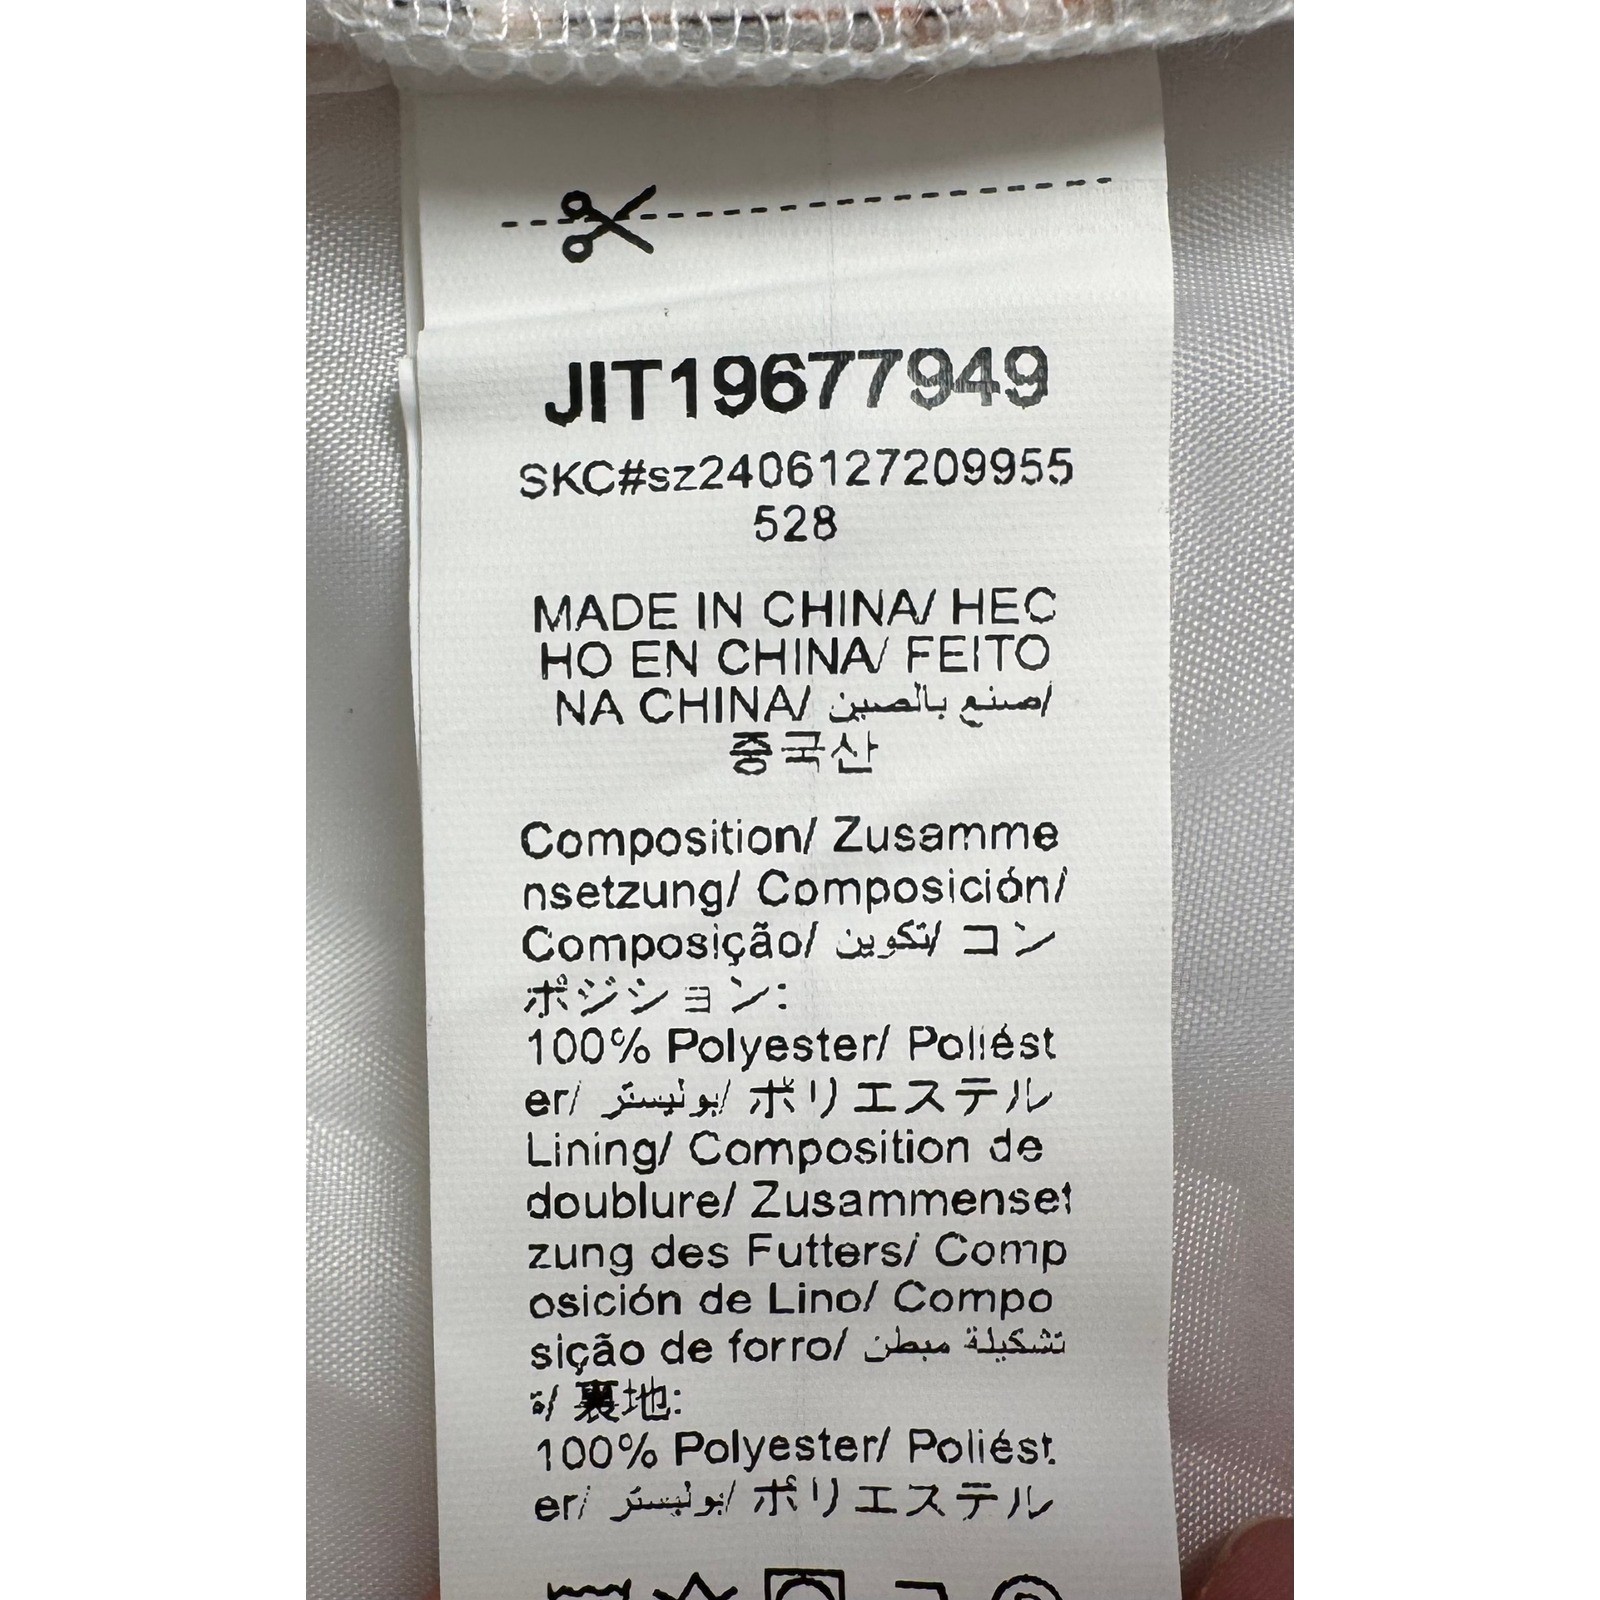 JIT19677949
SKC#sz2406127209955
528
MADE IN CHINA/ HEC
HO EN CHINA/ FEITO
NA CHINA/ صنع بالصين/
중국산
Composition/ Zusamme
nsetzung/ Composición/
Composição/ تكوين/ コン
ポジション:
100% Polyester/ Poliést
er/ بوليستر/ ポリエステル
Lining/ Composition de
doublure/ Zusammenset
zung des Futters/ Comp
osición de Lino/ Compo
sição de forro/ تشكيلة مبطن
ة/ 裏地:
100% Polyester/ Poliést
er/ بوليستر/ ポリエステル